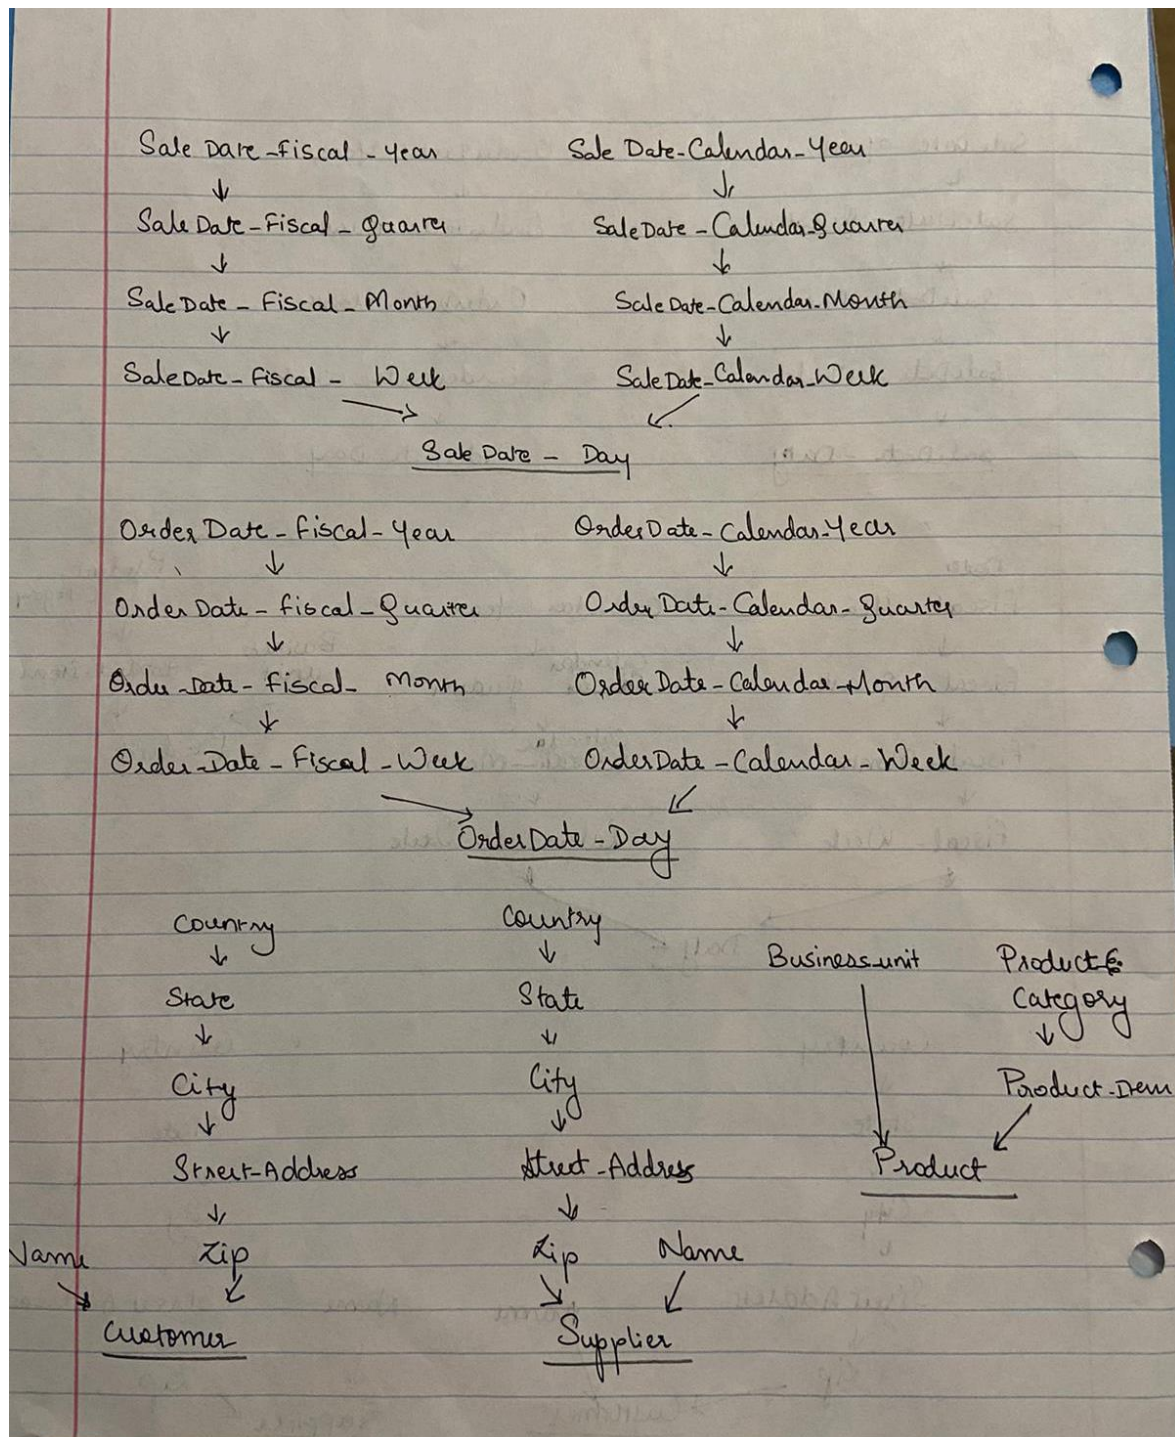 Sale Date-Fiscal-Year Sale Date-Calendar-Year
↓ ↓
Sale Date-Fiscal-Quarter Sale Date-Calendar-Quarter
↓ ↓
Sale Date-Fiscal-Month Sale Date-Calendar-Month
↓ ↓
Sale Date-Fiscal-Week Sale Date-Calendar-Week
Sale Date-Day
Order Date-Fiscal-Year Order Date-Calendar-Year
↓ ↓
Order Date-Fiscal-Quarter Order Date-Calendar-Quarter
↓ ↓
Order-Date-Fiscal-Month Order Date-Calendar-Month
↓ ↓
Order-Date-Fiscal-Week Order Date-Calendar-Week
Order Date-Day
Country Country
↓ ↓ Business-unit Product
State State Category
↓ ↓ ↓
City City Product-Item
↓ ↓
Street-Address Street-Address Product
↓ ↓
Name Zip Zip Name
Customer Supplier